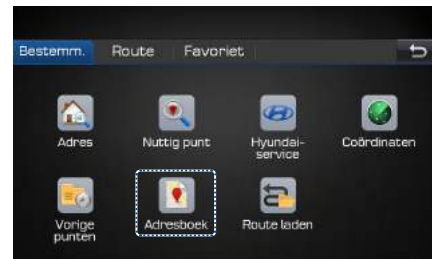 Bestemm. Route Favoriet
Adres Nuttig punt Hyundai-
service Coördinaten
Vorige
punten Adresboek Route laden